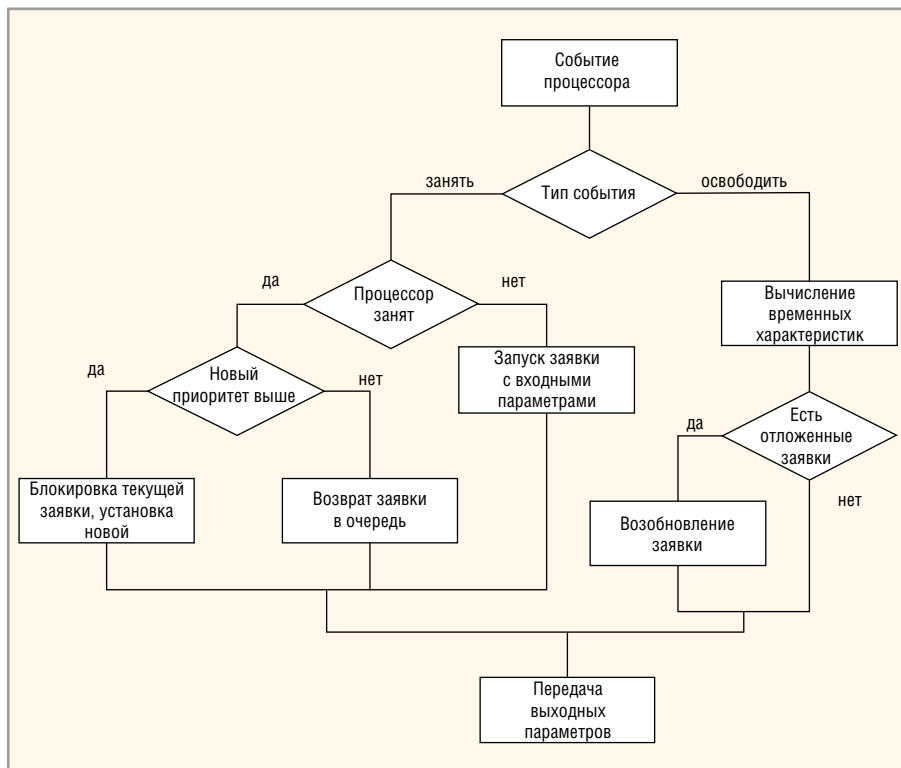 Событие
процессора
Тип события
занять
освободить
Процессор
занят
да
нет
Вычисление
временных
характеристик
Новый
приоритет выше
да
нет
Запуск заявки
с входными
параметрами
Есть
отложенные
заявки
да
нет
Блокировка текущей
заявки, установка
новой
Возврат заявки
в очередь
Возобновление
заявки
Передача
выходных
параметров